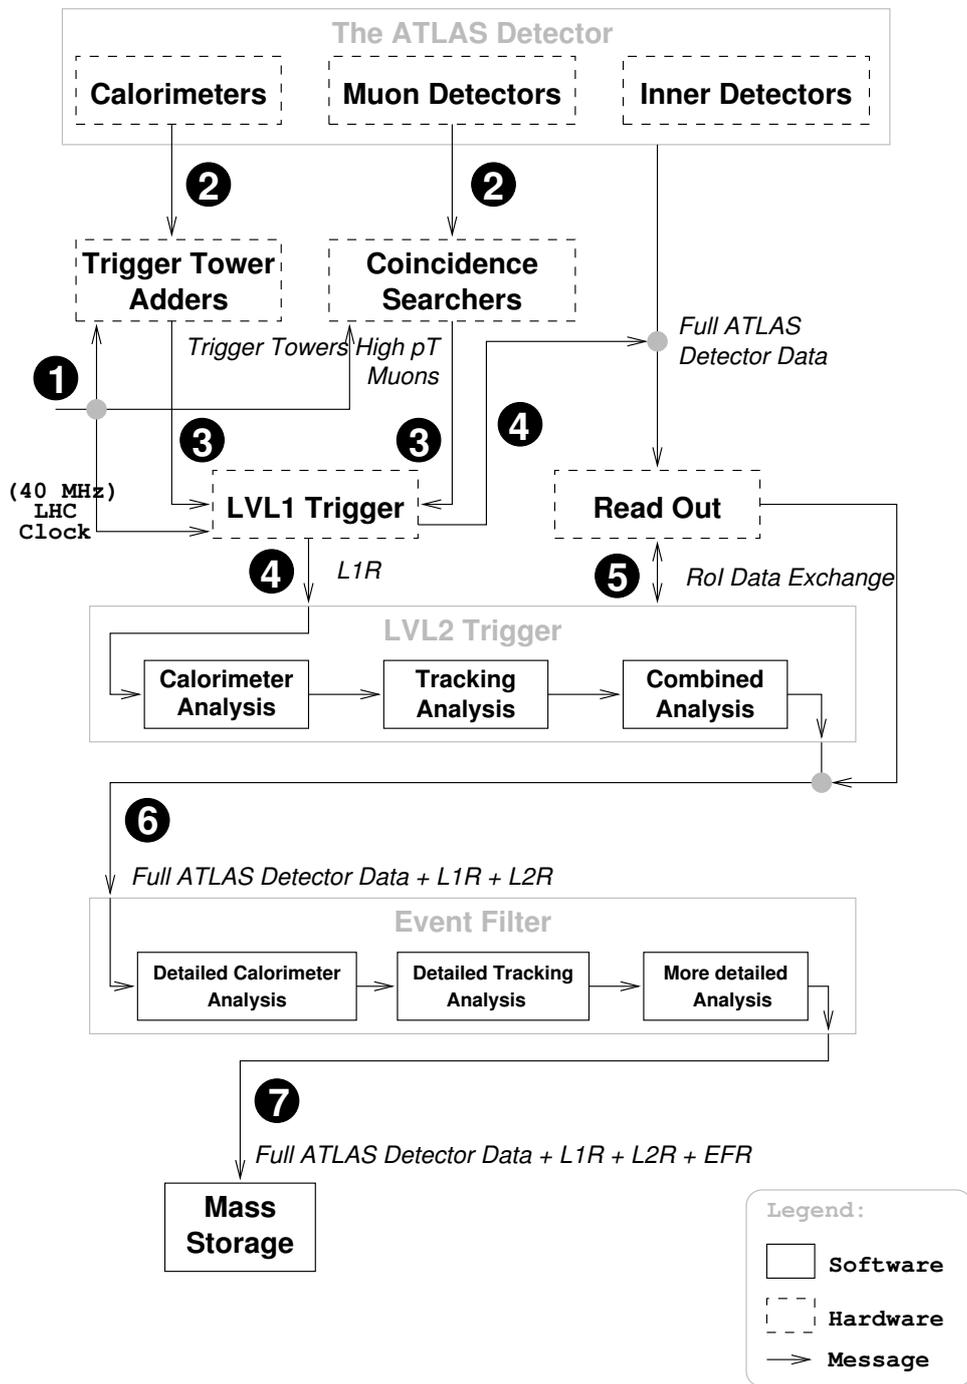 The ATLAS Detector
Calorimeters
Muon Detectors
Inner Detectors
2
2
Trigger Tower
Adders
Coincidence
Searchers
Full ATLAS
Detector Data
Trigger Towers
High pT
Muons
1
3
3
4
(40 MHz)
LHC
Clock
LVL1 Trigger
Read Out
4
L1R
5
RoI Data Exchange
LVL2 Trigger
Calorimeter
Analysis
Tracking
Analysis
Combined
Analysis
6
Full ATLAS Detector Data + L1R + L2R
Event Filter
Detailed Calorimeter
Analysis
Detailed Tracking
Analysis
More detailed
Analysis
7
Full ATLAS Detector Data + L1R + L2R + EFR
Mass
Storage
Legend:
Software
Hardware
Message